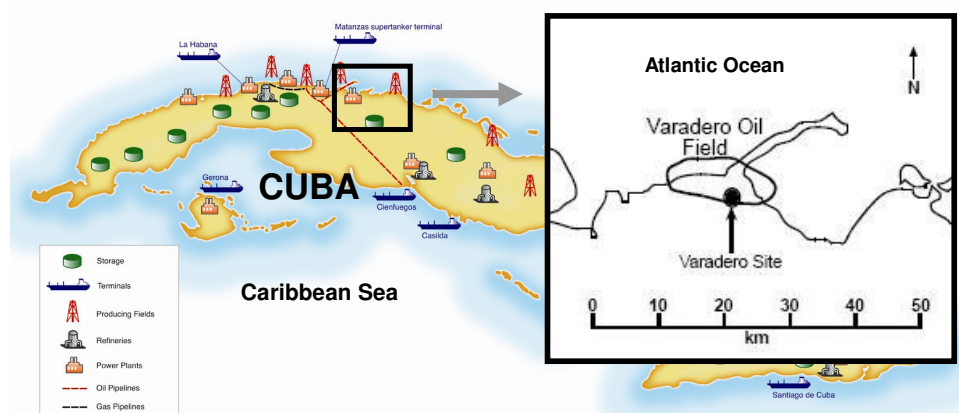 Matanzas supertanker terminal
La Habana
Gerona
CUBA
Cienfuegos
Casilda
Caribbean Sea
Storage
Terminals
Producing Fields
Refineries
Power Plants
Oil Pipelines
Gas Pipelines
Atlantic Ocean
N
Varadero Oil
Field
Varadero Site
0 10 20 30 40 50
km
Santiago de Cuba